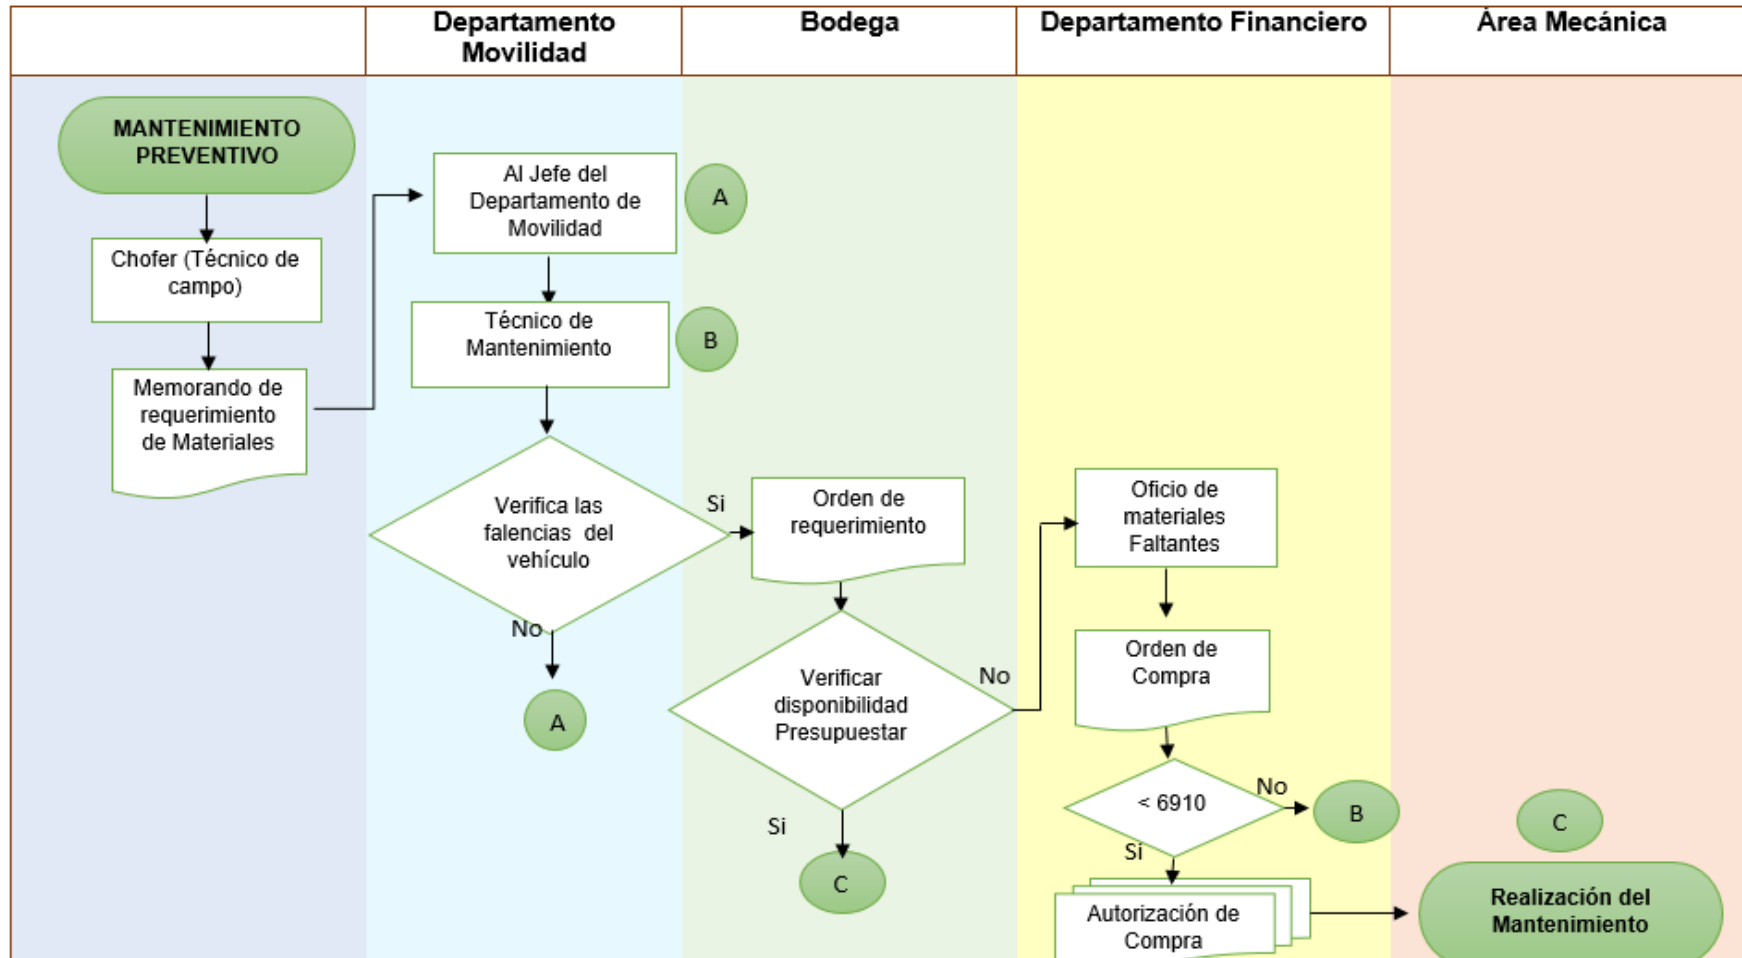 Departamento
Movilidad
Bodega
Departamento Financiero
Área Mecánica
MANTENIMIENTO
PREVENTIVO
Chofer (Técnico de
campo)
Memorando de
requerimiento
de Materiales
Al Jefe del
Departamento de
Movilidad
A
Técnico de
Mantenimiento
B
Verifica las
falencias del
vehículo
Si
No
A
Orden de
requerimiento
Verificar
disponibilidad
Presupuestar
No
Si
C
Oficio de
materiales
Faltantes
Orden de
Compra
< 6910
No
B
Si
Autorización de
Compra
C
Realización del
Mantenimiento